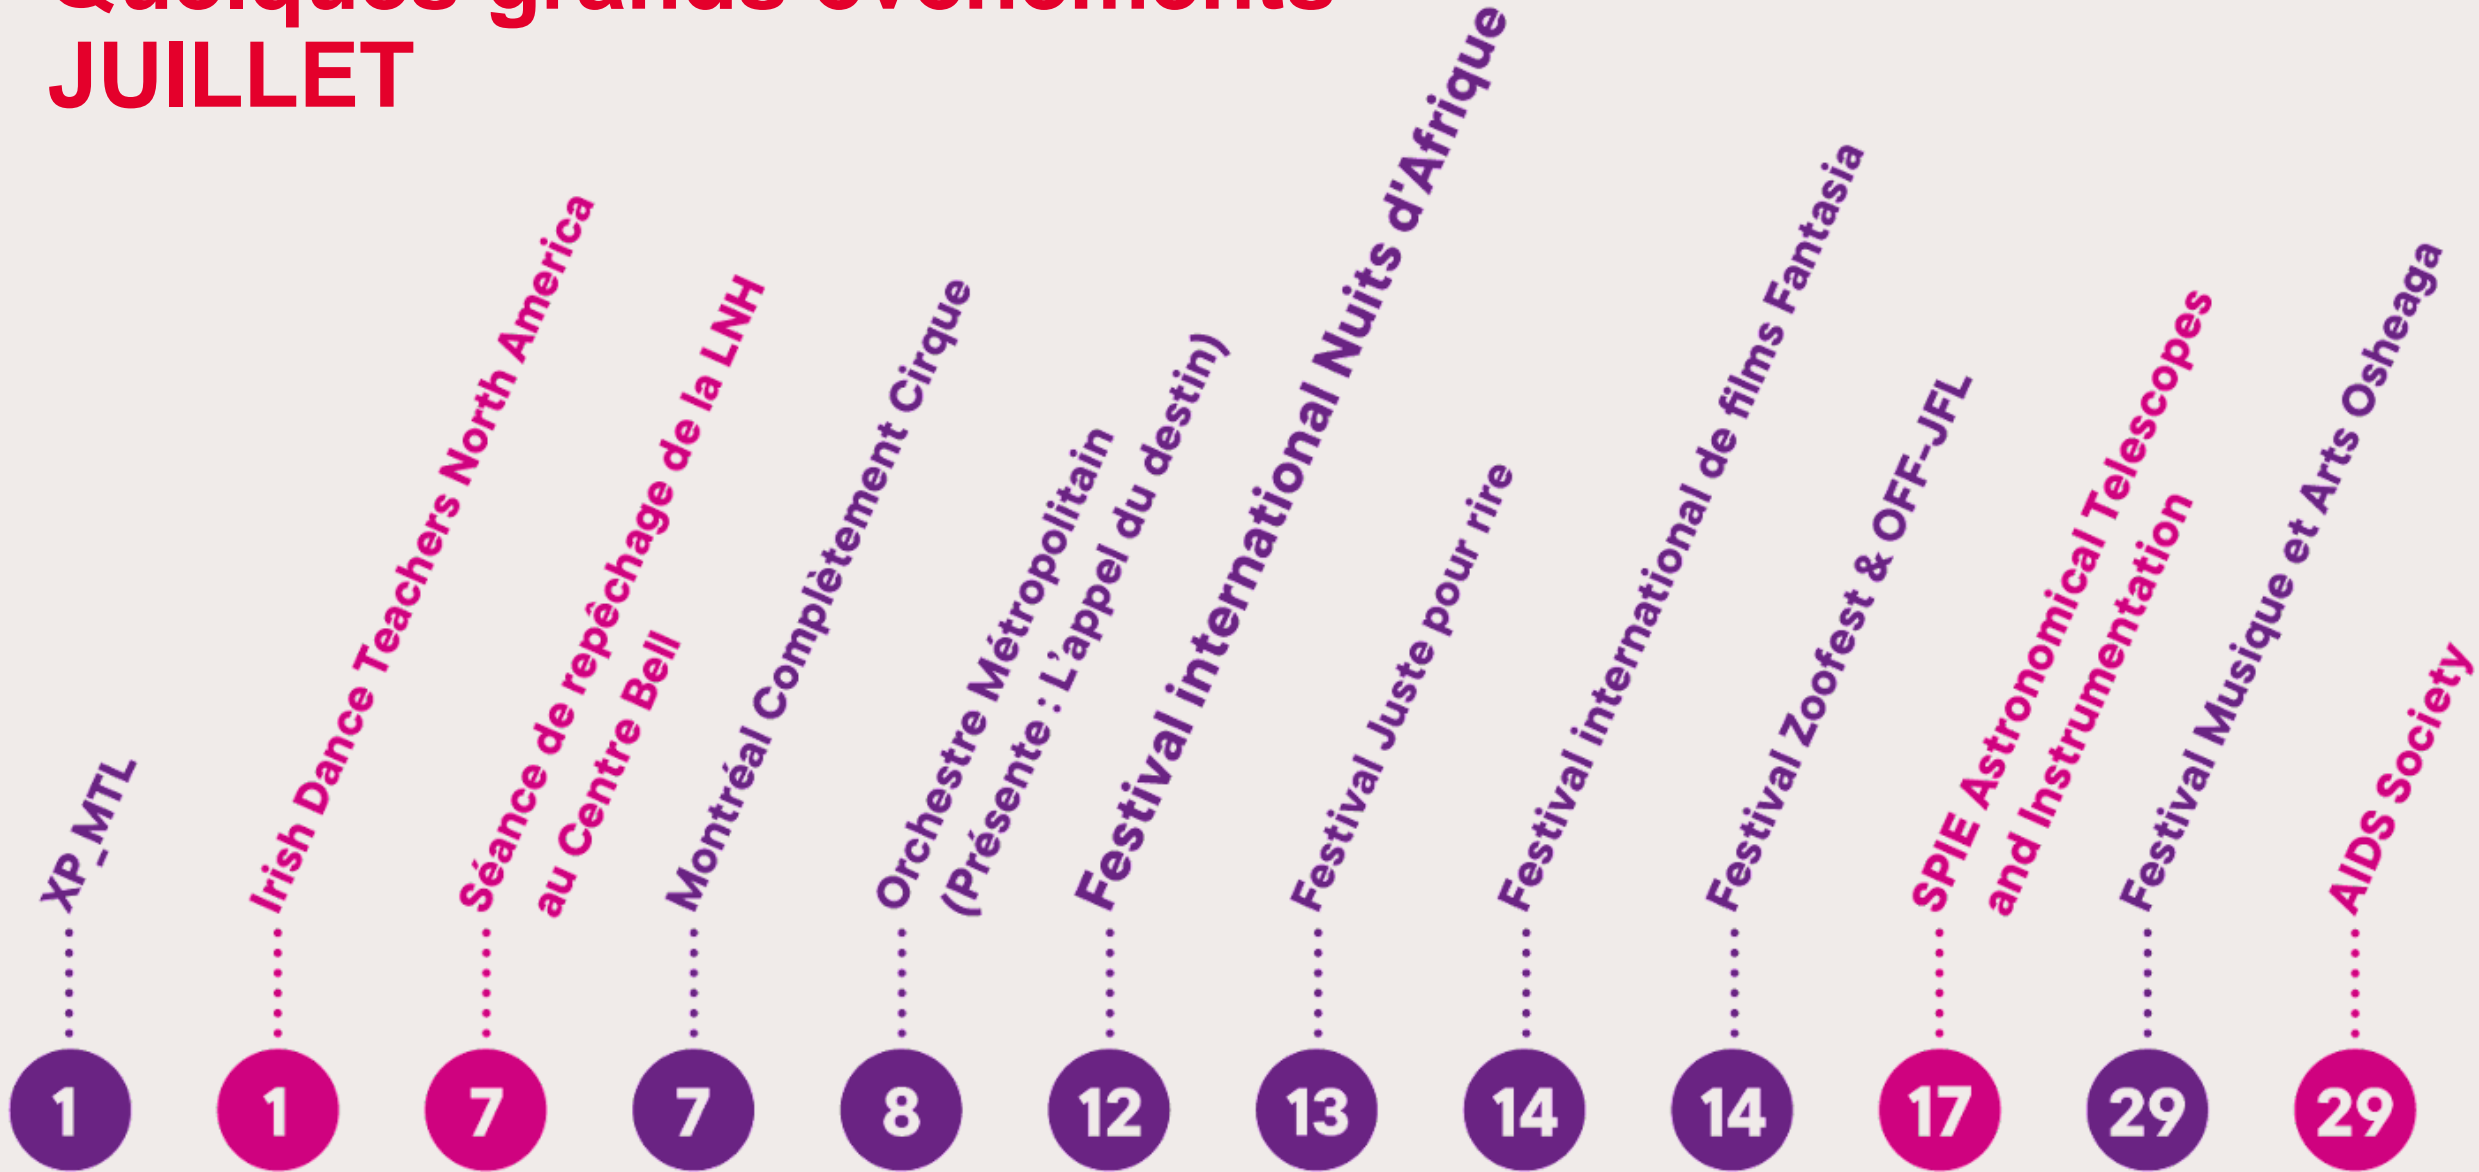 Quelques grands événements
JUILLET
XP_MTL
Irish Dance Teachers North America
Séance de repêchage de la LNH
au Centre Bell
Montréal Complètement Cirque
Orchestre Métropolitain
(Présente : L'appel du destin)
Festival international Nuits d'Afrique
Festival Juste pour rire
Festival international de films Fantasia
Festival Zoofest & OFF-JFL
SPIE Astronomical Telescopes
and Instrumentation
Festival Musique et Arts Osheaga
AIDS Society
1
1
7
7
8
12
13
14
14
17
29
29